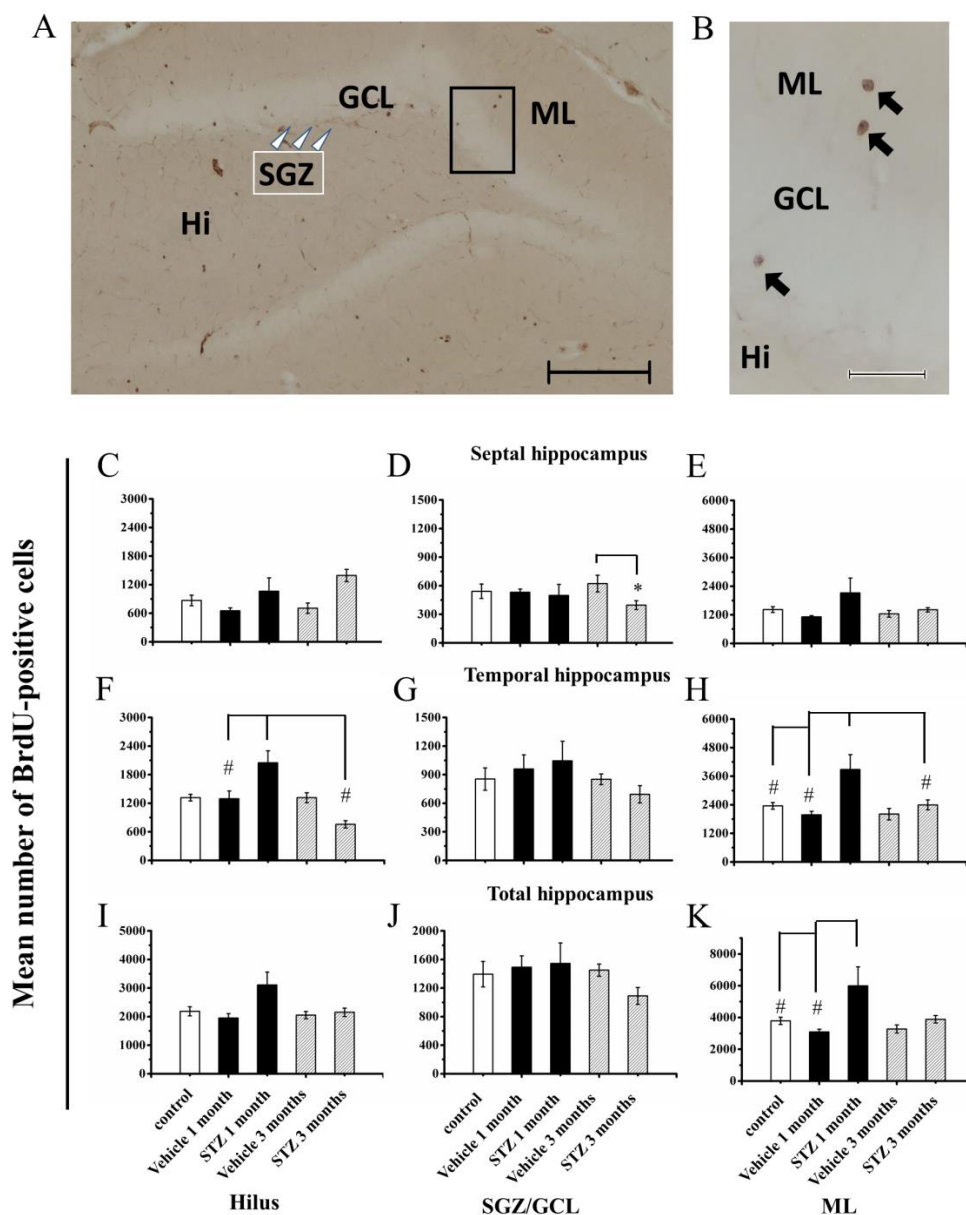 A
B
GCL
ML
SGZ
Hi
ML
GCL
Hi
Mean number of BrdU-positive cells
Septal hippocampus
C
D
E
3000
2400
1800
1200
600
0
1500
1200
900
600
300
0
*
6000
4800
3600
2400
1200
0
Temporal hippocampus
F
G
H
3000
2400
1800
1200
600
0
#
#
1500
1200
900
600
300
0
6000
4800
3600
2400
1200
0
#
#
#
Total hippocampus
I
J
K
5000
4000
3000
2000
1000
0
2000
1800
1600
1400
1200
1000
800
600
400
200
0
8000
6000
4000
2000
0
#
#
control
Vehicle 1 month
STZ 1 month
Vehicle 3 months
STZ 3 months
control
Vehicle 1 month
STZ 1 month
Vehicle 3 months
STZ 3 months
control
Vehicle 1 month
STZ 1 month
Vehicle 3 months
STZ 3 months
Hilus
SGZ/GCL
ML